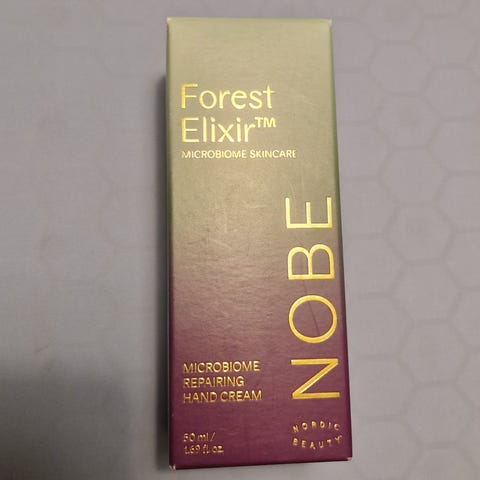 Forest
Elixir™
MICROBIOME SKINCARE
NOBE
MICROBIOME
REPAIRING
HAND CREAM
50 ml /
1.69 fl oz
NORDIC
BEAUTY